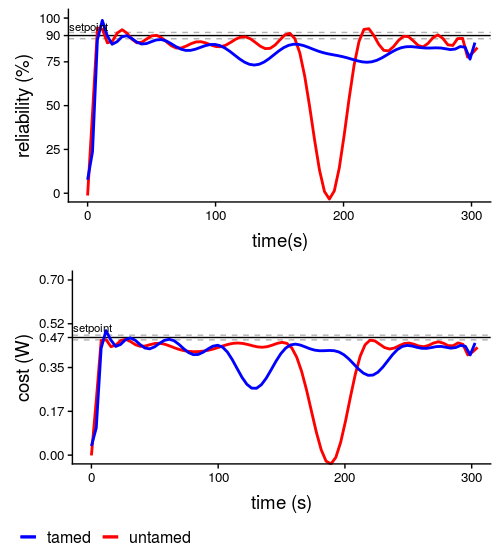 100
90
75
50
25
0
setpoint
reliability (%)
0 100 200 300
time(s)
0.70
0.52
0.47
0.35
0.17
0.00
setpoint
cost (W)
0 100 200 300
time (s)
tamed untamed